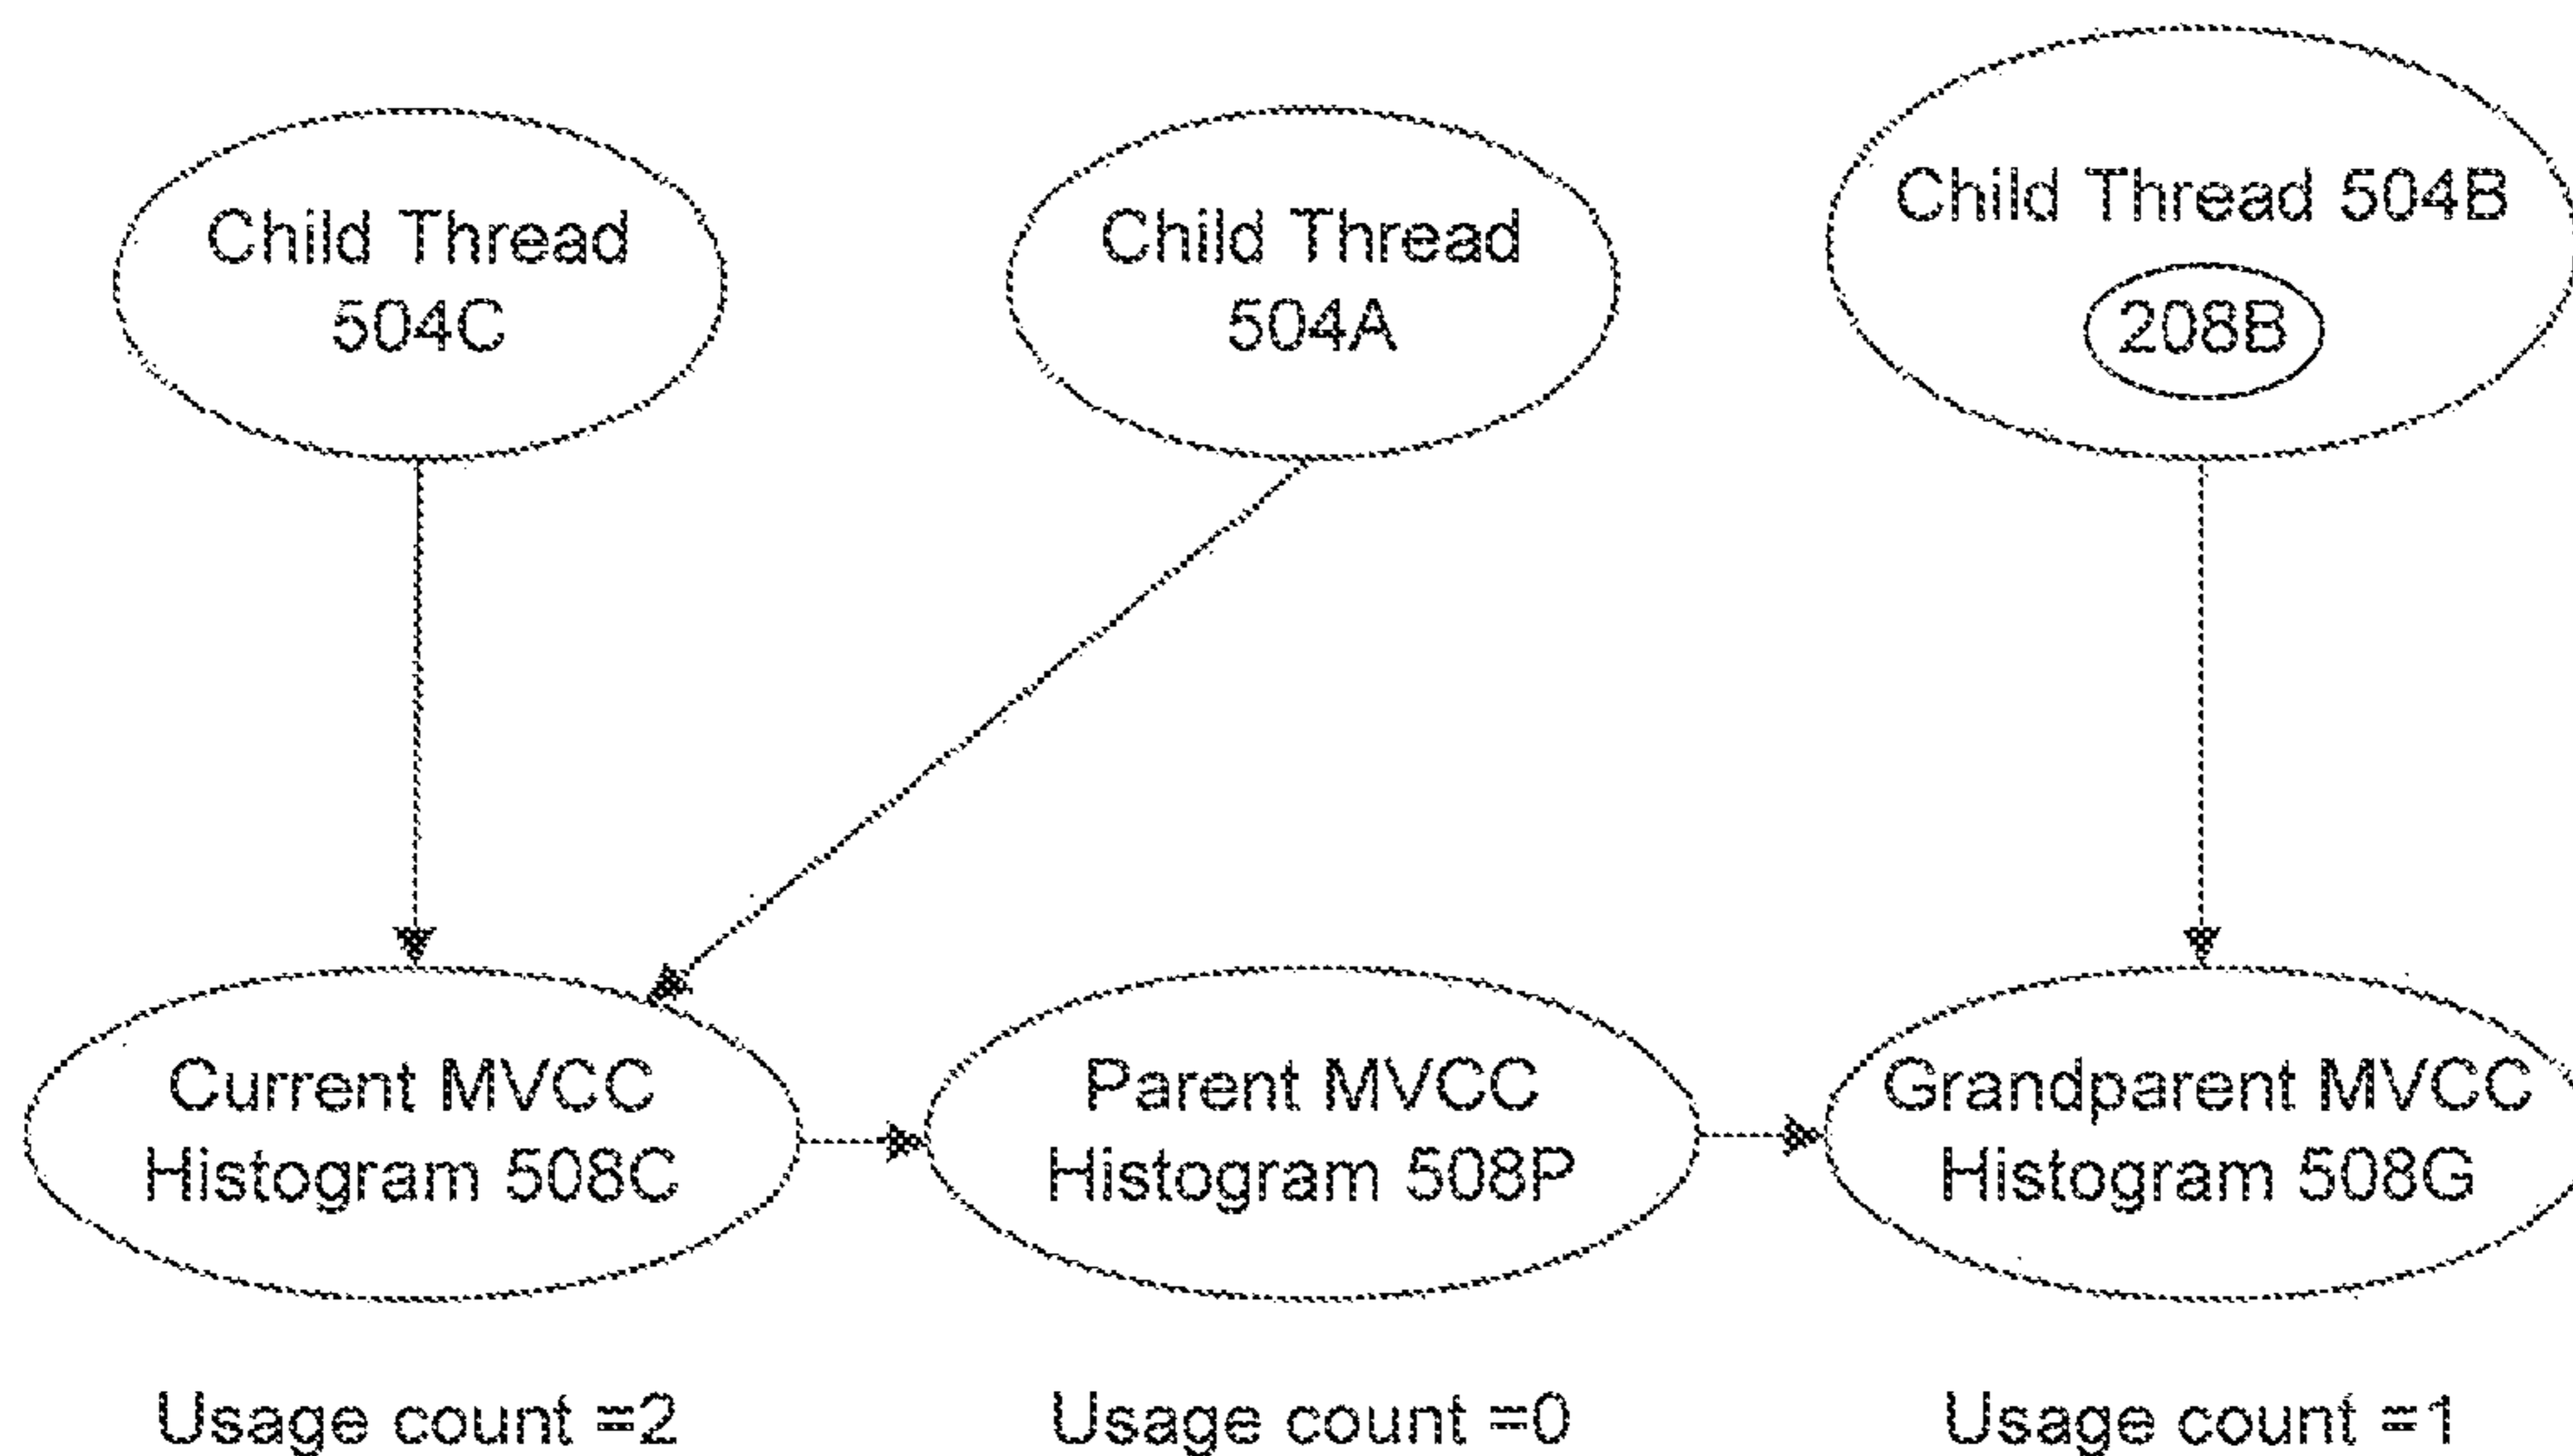 Child Thread
504C
Child Thread
504A
Child Thread 504B
208B
Current MVCC
Histogram 508C
Parent MVCC
Histogram 508P
Grandparent MVCC
Histogram 508G
Usage count =2
Usage count =0
Usage count =1